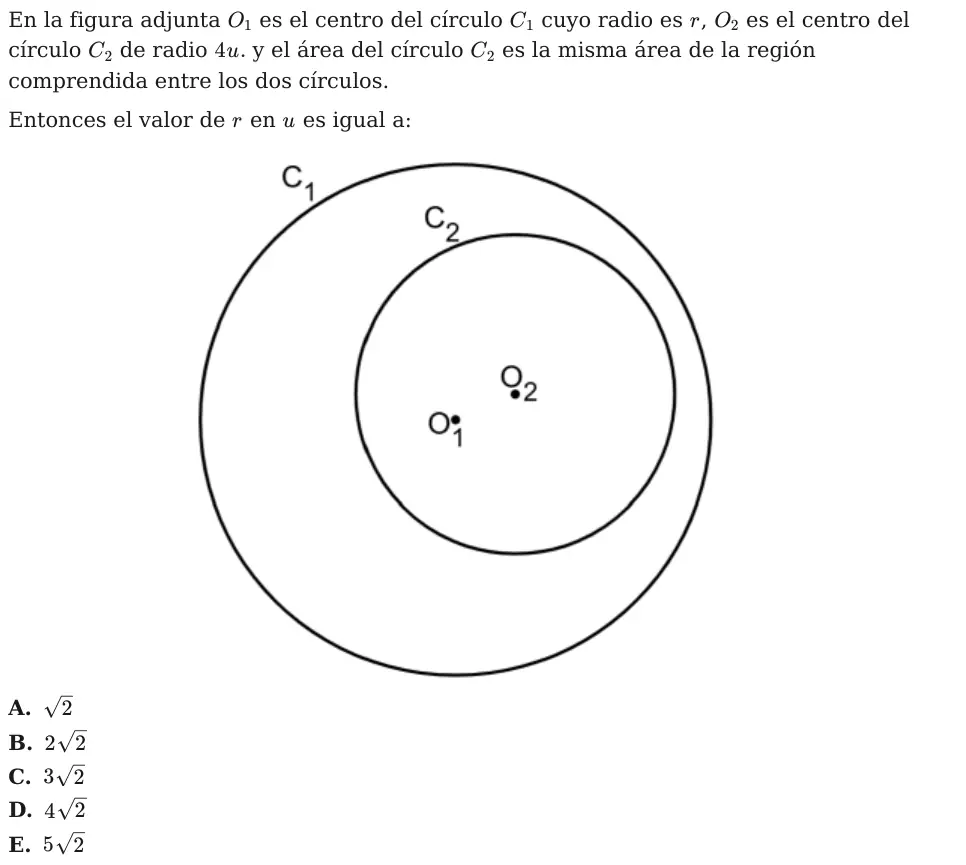 En la figura adjunta O₁ es el centro del círculo C₁ cuyo radio es r, O₂ es el centro del
círculo C₂ de radio 4u. y el área del círculo C₂ es la misma área de la región
comprendida entre los dos círculos.
Entonces el valor de r en u es igual a:
C₁
C₂
O₂
O₁
A. √2
B. 2√2
C. 3√2
D. 4√2
E. 5√2